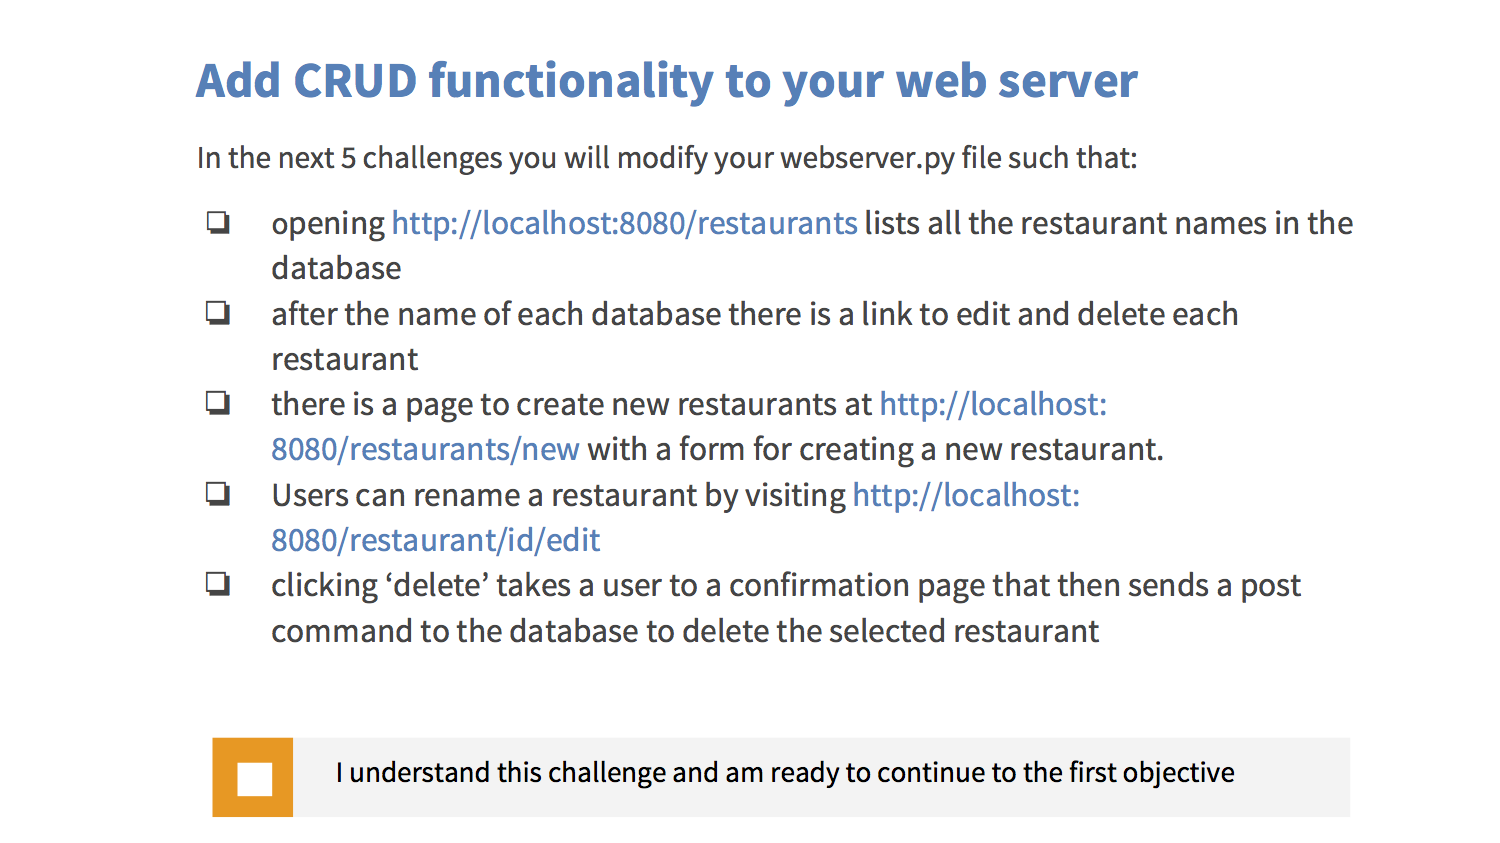 Add CRUD functionality to your web server
In the next 5 challenges you will modify your webserver.py file such that:
❏ opening http://localhost:8080/restaurants lists all the restaurant names in the
database
❏ after the name of each database there is a link to edit and delete each
restaurant
❏ there is a page to create new restaurants at http://localhost:
8080/restaurants/new with a form for creating a new restaurant.
❏ Users can rename a restaurant by visiting http://localhost:
8080/restaurant/id/edit
❏ clicking ‘delete’ takes a user to a confirmation page that then sends a post
command to the database to delete the selected restaurant
I understand this challenge and am ready to continue to the first objective